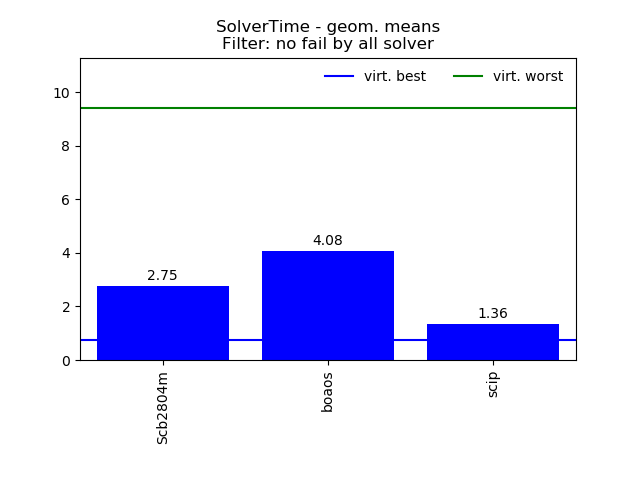 SolverTime - geom. means
Filter: no fail by all solver
virt. best
virt. worst
10
8
6
4
2
0
2.75
4.08
1.36
Scb2804m
boaos
scip